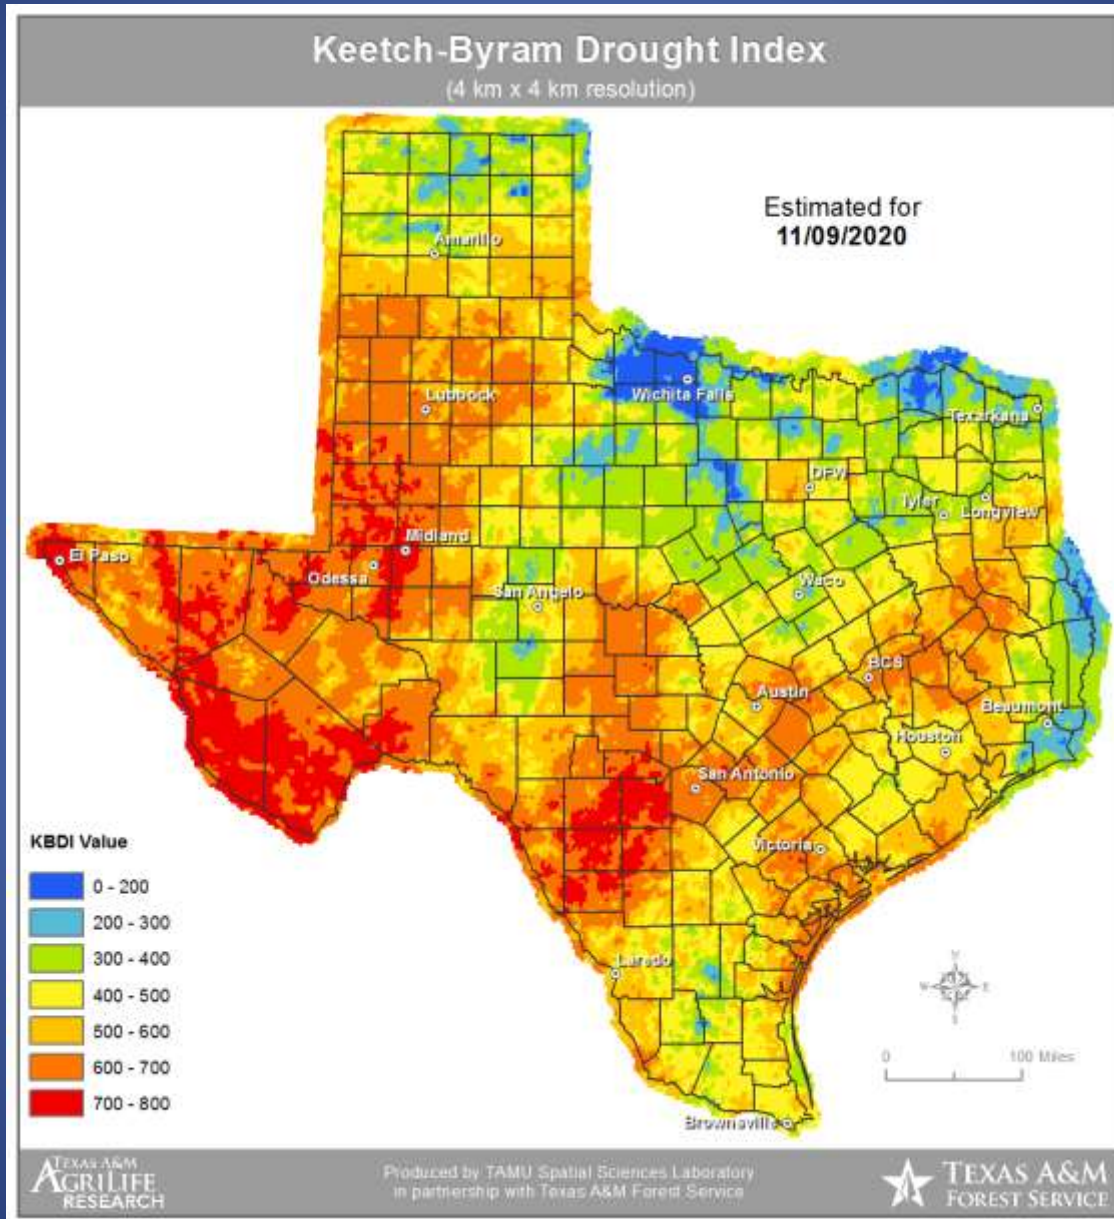 Keetch-Byram Drought Index
(4 km x 4 km resolution)
Estimated for
11/09/2020
Amarillo
Lubbock
Wichita Falls
Texarkana
DFW
Tyler
Longview
Midland
El Paso
Odessa
San Angelo
Waco
BCS
Austin
Beaumont
Houston
San Antonio
Victoria
Laredo
Brownsville
KBDI Value
0 - 200
200 - 300
300 - 400
400 - 500
500 - 600
600 - 700
700 - 800
N
W E
S
0 100 Miles
TEXAS A&M
AGRILIFE
RESEARCH
Produced by TAMU Spatial Sciences Laboratory
in partnership with Texas A&M Forest Service
TEXAS A&M
FOREST SERVICE